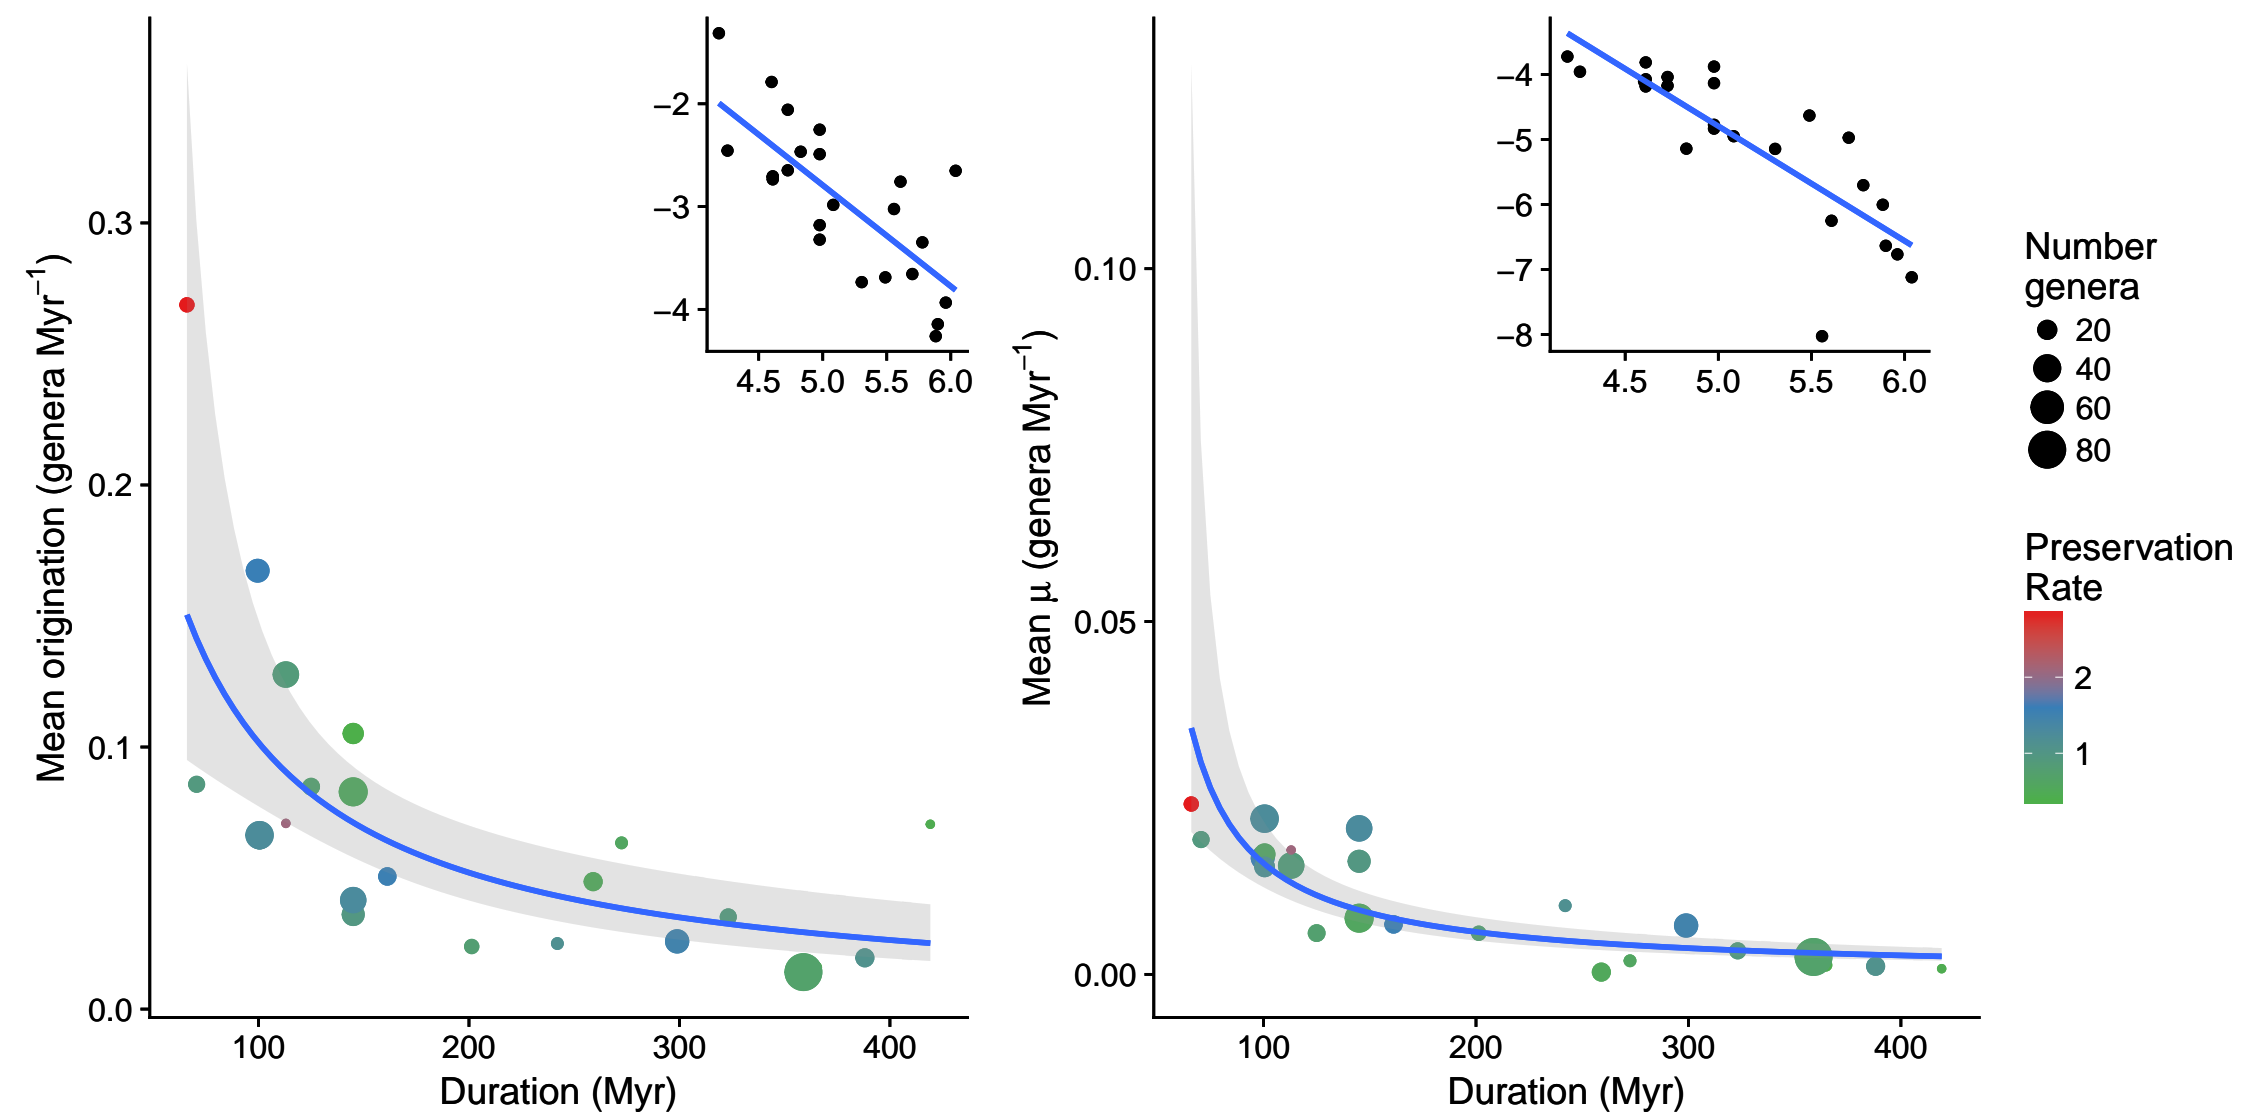 Mean origination (genera Myr⁻¹)
0.3
0.2
0.1
0.0
100 200 300 400
Duration (Myr)
−2
−3
−4
4.5 5.0 5.5 6.0
Mean μ (genera Myr⁻¹)
0.10
0.05
0.00
100 200 300 400
Duration (Myr)
−4
−5
−6
−7
−8
4.5 5.0 5.5 6.0
Number
genera
20
40
60
80
Preservation
Rate
2
1